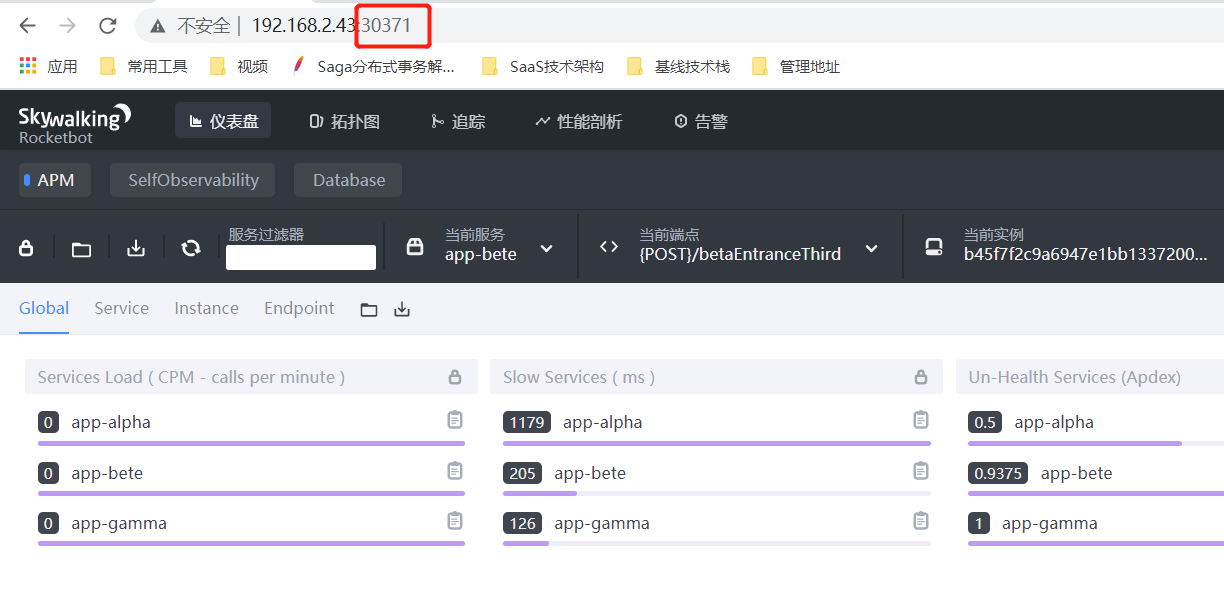 不安全 | 192.168.2.43:30371
应用 常用工具 视频 Saga分布式事务解... SaaS技术架构 基线技术栈 管理地址
Skywalking 仪表盘 拓扑图 追踪 性能剖析 告警
Rocketbot
APM SelfObservability Database
服务过滤器 当前服务 当前端点 当前实例
app-bete {POST}/betaEntranceThird b45f7f2c9a6947e1bb1337200...
Global Service Instance Endpoint
Services Load ( CPM - calls per minute ) Slow Services ( ms ) Un-Health Services (Apdex)
0 app-alpha 1179 app-alpha 0.5 app-alpha
0 app-bete 205 app-bete 0.9375 app-bete
0 app-gamma 126 app-gamma 1 app-gamma